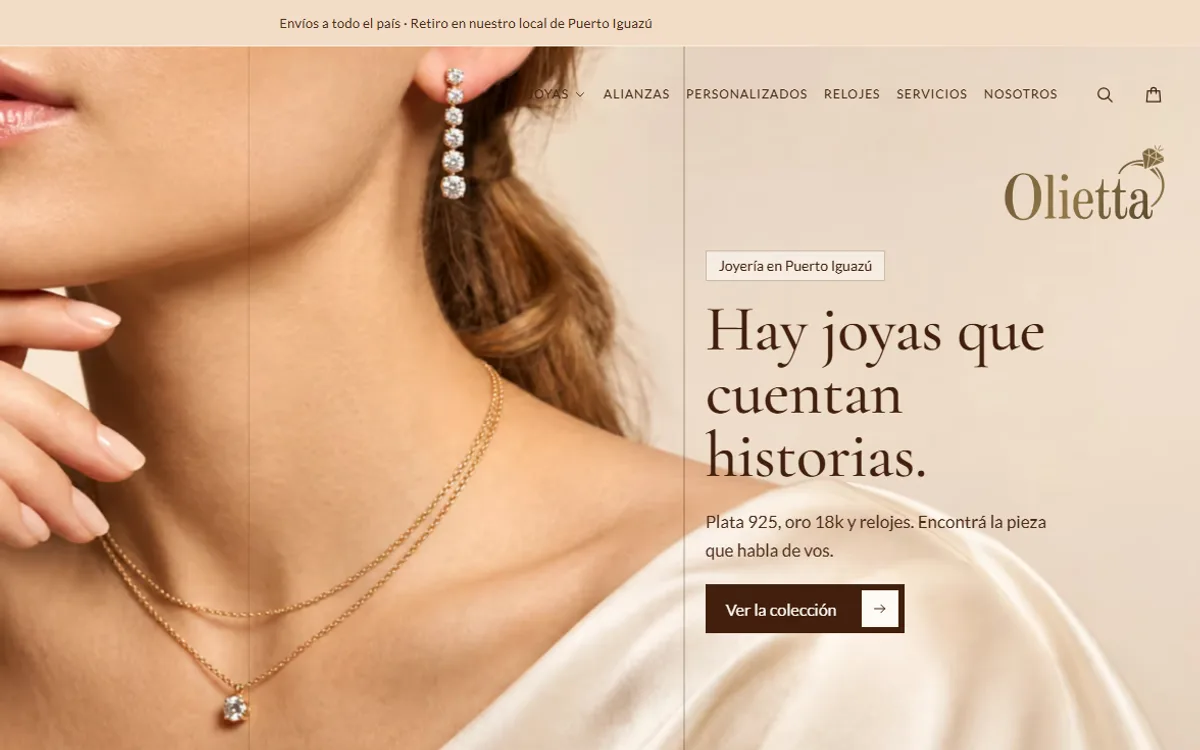 Envíos a todo el país · Retiro en nuestro local de Puerto Iguazú
JOYAS ALIANZAS PERSONALIZADOS RELOJES SERVICIOS NOSOTROS
Olietta
Joyería en Puerto Iguazú
Hay joyas que
cuentan
historias.
Plata 925, oro 18k y relojes. Encontrá la pieza
que habla de vos.
Ver la colección